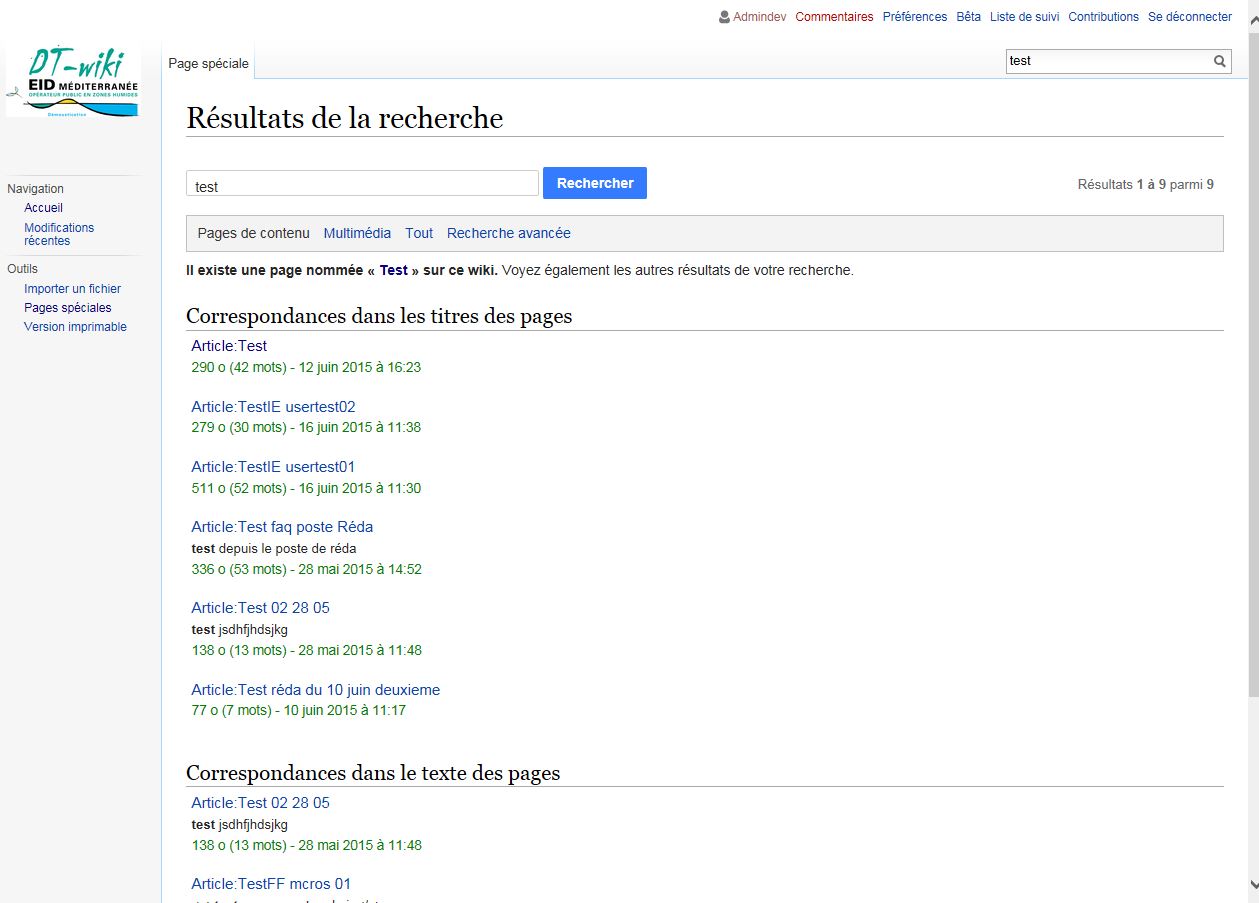 Admindev Commentaires Préférences Bêta Liste de suivi Contributions Se déconnecter
DT-wiki
EID MÉDITERRANÉE
OPÉRATEUR PUBLIC EN ZONES HUMIDES
Démoustication
Page spéciale
test
Résultats de la recherche
test Rechercher Résultats 1 à 9 parmi 9
Navigation
Accueil
Modifications
récentes
Outils
Importer un fichier
Pages spéciales
Version imprimable
Pages de contenu Multimédia Tout Recherche avancée
Il existe une page nommée « Test » sur ce wiki. Voyez également les autres résultats de votre recherche.
Correspondances dans les titres des pages
Article:Test
290 o (42 mots) - 12 juin 2015 à 16:23
Article:TestIE usertest02
279 o (30 mots) - 16 juin 2015 à 11:38
Article:TestIE usertest01
511 o (52 mots) - 16 juin 2015 à 11:30
Article:Test faq poste Réda
test depuis le poste de réda
336 o (53 mots) - 28 mai 2015 à 14:52
Article:Test 02 28 05
test jsdhfjhdsjkg
138 o (13 mots) - 28 mai 2015 à 11:48
Article:Test réda du 10 juin deuxieme
77 o (7 mots) - 10 juin 2015 à 11:17
Correspondances dans le texte des pages
Article:Test 02 28 05
test jsdhfjhdsjkg
138 o (13 mots) - 28 mai 2015 à 11:48
Article:TestFF mcros 01